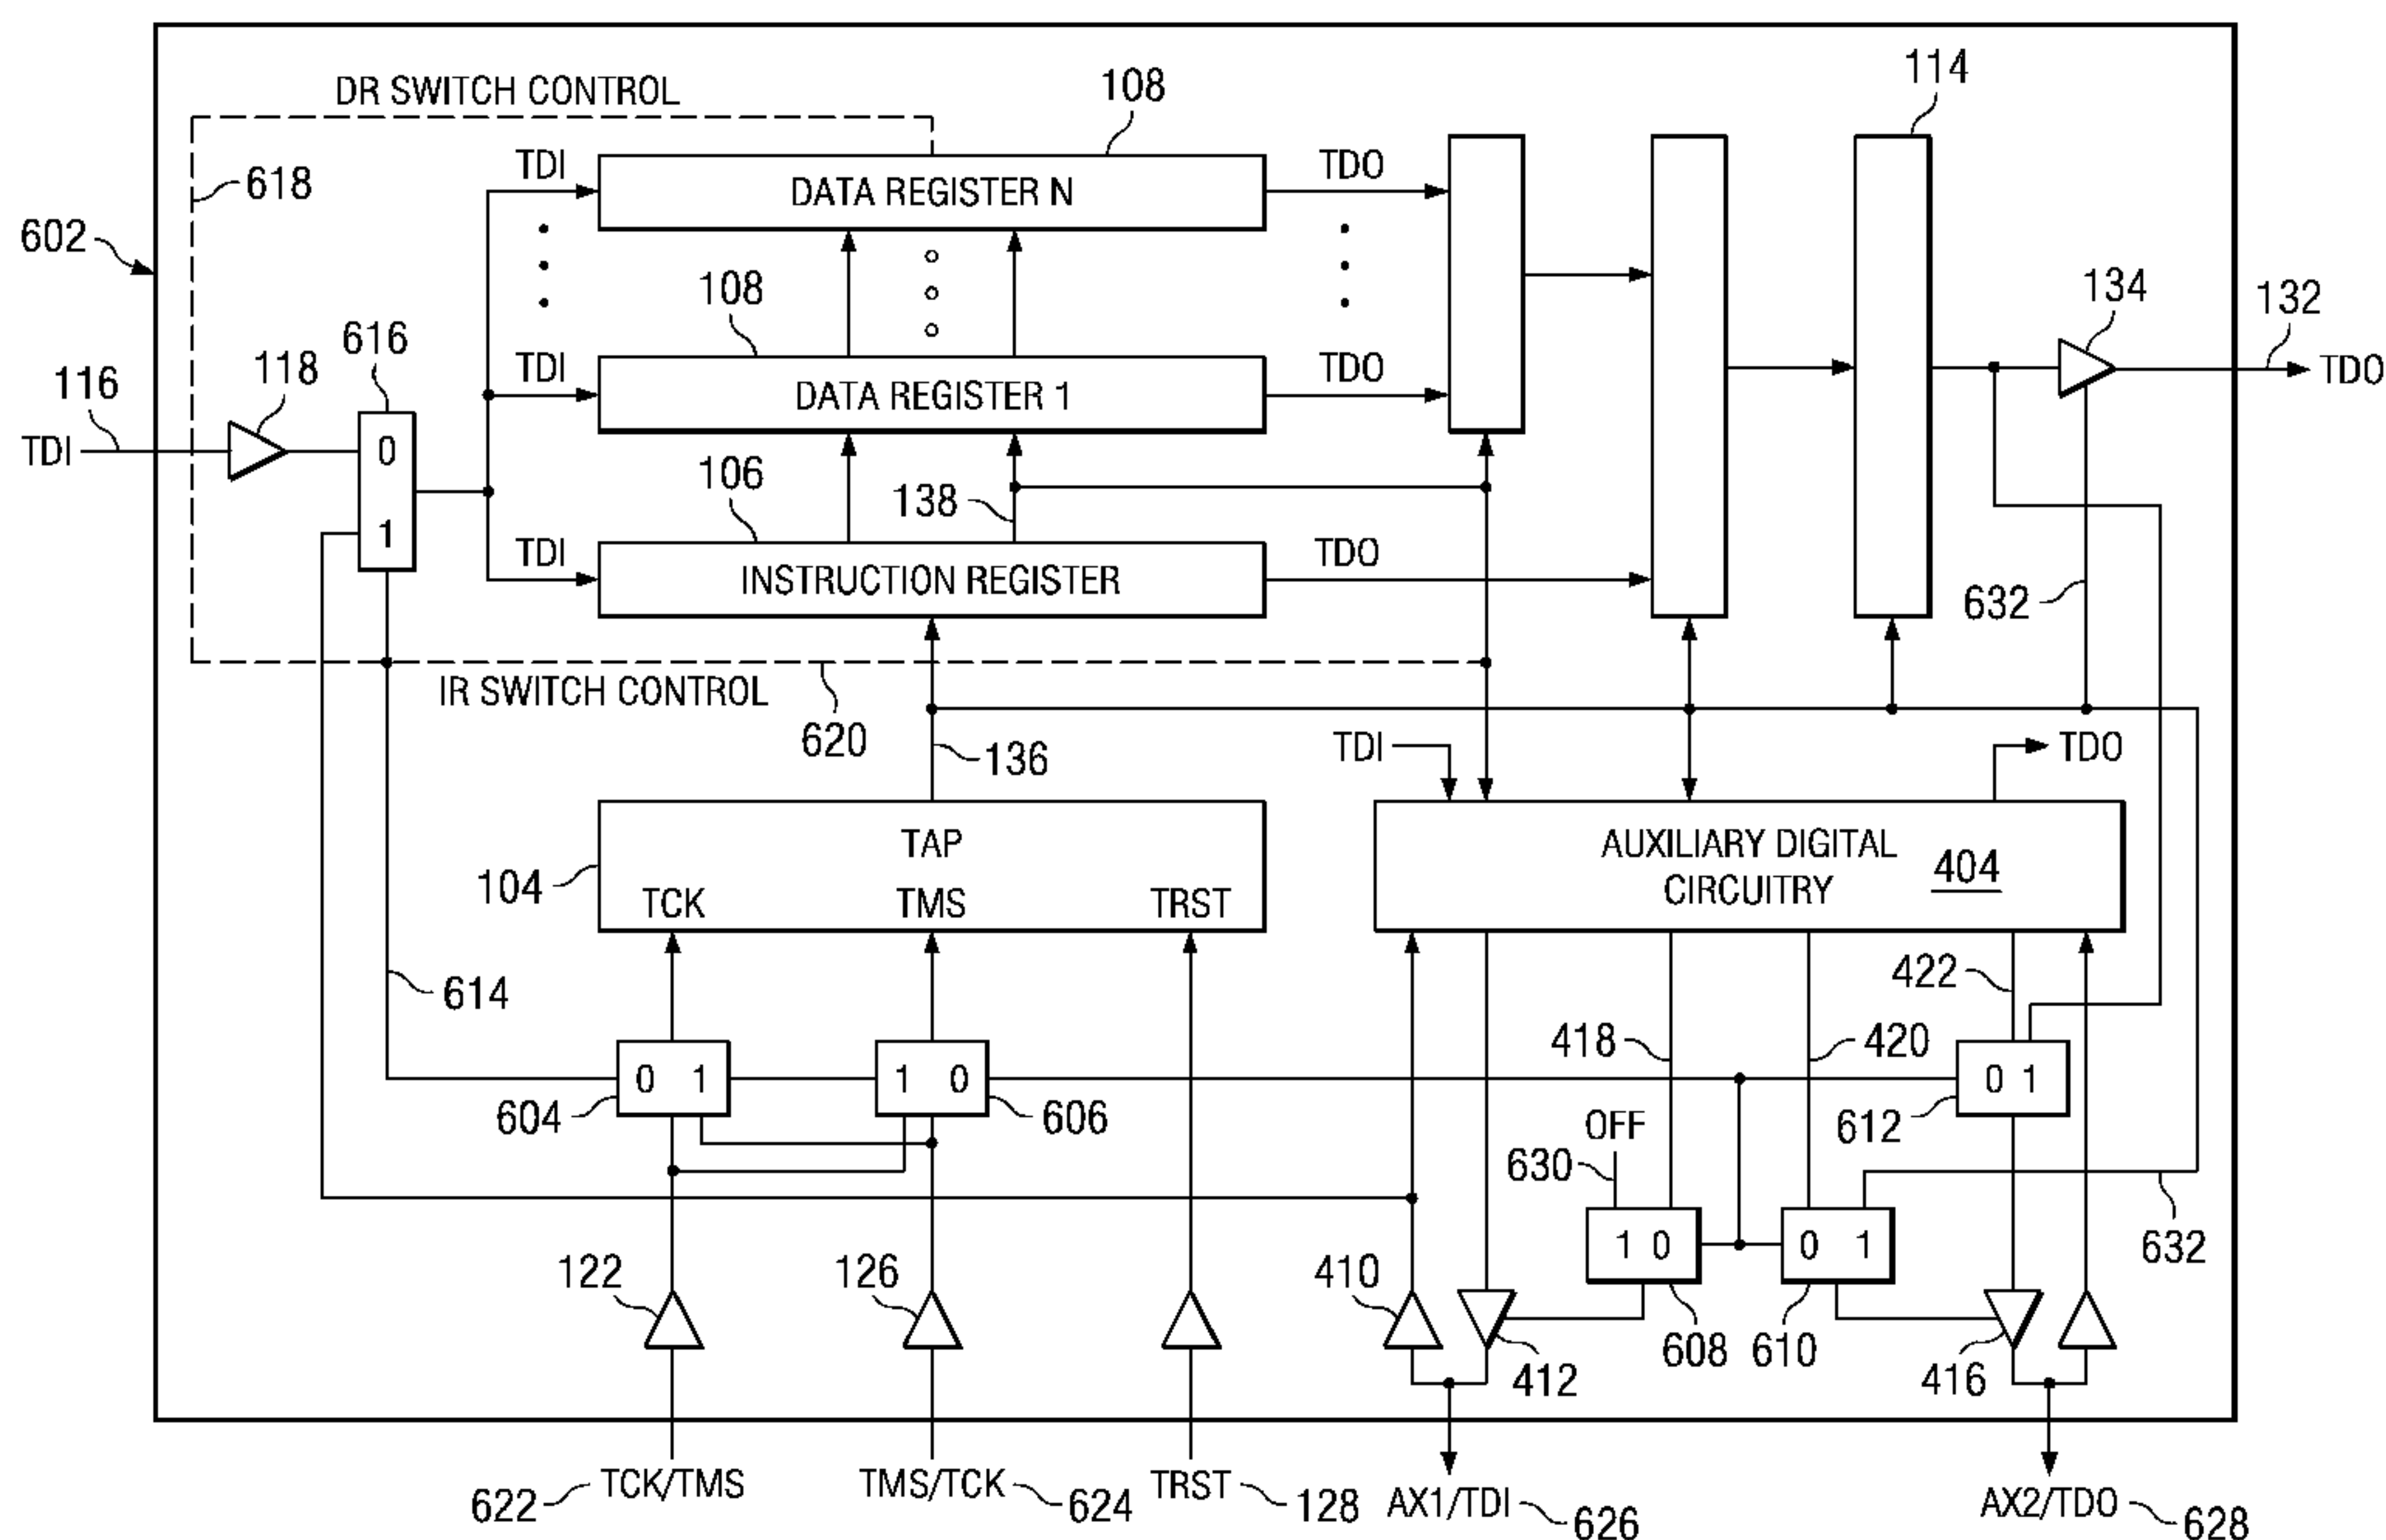 DR SWITCH CONTROL
108
114
TDI
TDO
618
DATA REGISTER N
602
108
134
132
616
118
116
TDI
TDO
TDO
DATA REGISTER 1
0
TDI
106
138
1
TDI
TDO
INSTRUCTION REGISTER
632
IR SWITCH CONTROL
620
136
TDI
TDO
TAP
104
TCK
TMS
TRST
AUXILIARY DIGITAL
CIRCUITRY
404
422
614
418
420
0 1
1 0
0 1
604
606
612
OFF
630
1 0
0 1
632
122
126
410
608
610
412
416
TCK/TMS
TMS/TCK
TRST
AX1/TDI
AX2/TDO
622
624
128
626
628